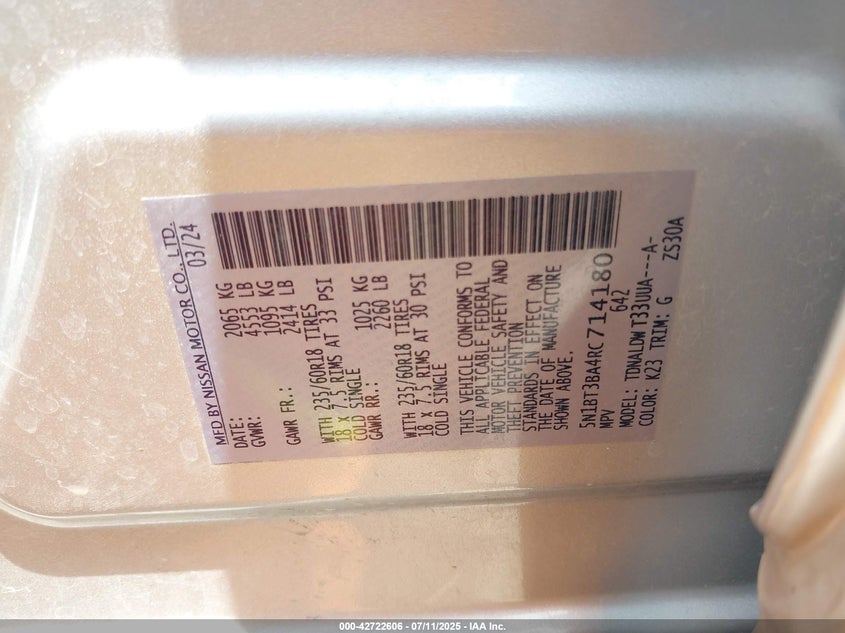 MFD BY NISSAN MOTOR CO., LTD.
DATE: 03/24
GVWR: 2065 KG
4553 LB
1095 KG
GAWR FR.: 2414 LB
WITH 235/60R18 TIRES
18 x 7.5 RIMS AT 33 PSI
COLD SINGLE 1025 KG
GAWR RR.: 2260 LB
WITH 235/60R18 TIRES
18 x 7.5 RIMS AT 30 PSI
COLD SINGLE
THIS VEHICLE CONFORMS TO
ALL APPLICABLE FEDERAL
MOTOR VEHICLE SAFETY AND
THEFT PREVENTION
STANDARDS IN EFFECT ON
THE DATE OF MANUFACTURE
SHOWN ABOVE.
5N1BT3BA4RC714180
MPV 642
MODEL: TDWALDWT33UUA----A-
COLOR: K23 TRIM: G ZS30A
000-42722606 - 07/11/2025 - IAA Inc.